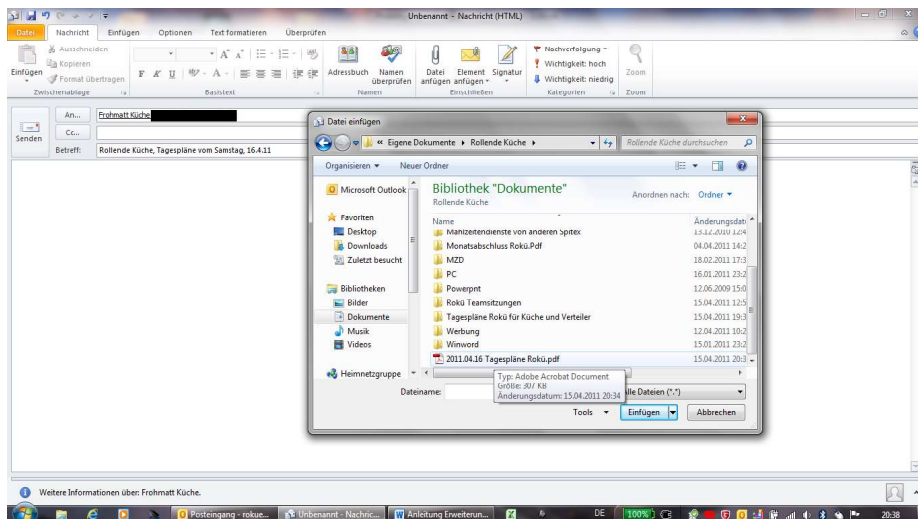 Unbenannt - Nachricht (HTML)
Datei Nachricht Einfügen Optionen Text formatieren Überprüfen
Einfügen
Ausschneiden
Kopieren
Format übertragen
Zwischenablage
F K U
Basistext
Adressbuch Namen überprüfen
Namen
Datei anfügen Element anfügen Signatur
Einschließen
Nachverfolgung
Wichtigkeit: hoch
Wichtigkeit: niedrig
Kategorien
Zoom
Zoom
Senden
An... Frohmatt Küche
Cc...
Betreff: Rollende Küche, Tagespläne vom Samstag, 16.4.11
Datei einfügen
« Eigene Dokumente Rollende Küche
Rollende Küche durchsuchen
Organisieren Neuer Ordner
Microsoft Outlook
Favoriten
Desktop
Downloads
Zuletzt besucht
Bibliotheken
Bilder
Dokumente
Musik
Videos
Heimnetzgruppe
Bibliothek "Dokumente"
Rollende Küche
Anordnen nach: Ordner
Name Änderungsdat
Mahlzeitendienste von anderen Spitex 13.12.2010 12:4
Monatsabschluss Rokü.Pdf 04.04.2011 14:2
MZD 18.02.2011 17:3
PC 16.01.2011 23:2
Powerpnt 12.06.2009 15:0
Rokü Teamsitzungen 15.04.2011 12:5
Tagespläne Rokü für Küche und Verteiler 15.04.2011 19:3
Werbung 12.04.2011 10:2
Winword 15.01.2011 23:2
2011.04.16 Tagespläne Rokü.pdf 15.04.2011 20:3
Typ: Adobe Acrobat Document
Größe: 307 KB
Änderungsdatum: 15.04.2011 20:34
Dateiname:
lle Dateien (*.*)
Tools Einfügen Abbrechen
Weitere Informationen über: Frohmatt Küche.
Posteingang - rokue... Unbenannt - Nachric... Anleitung Erweiterun...
DE 100% 20:38